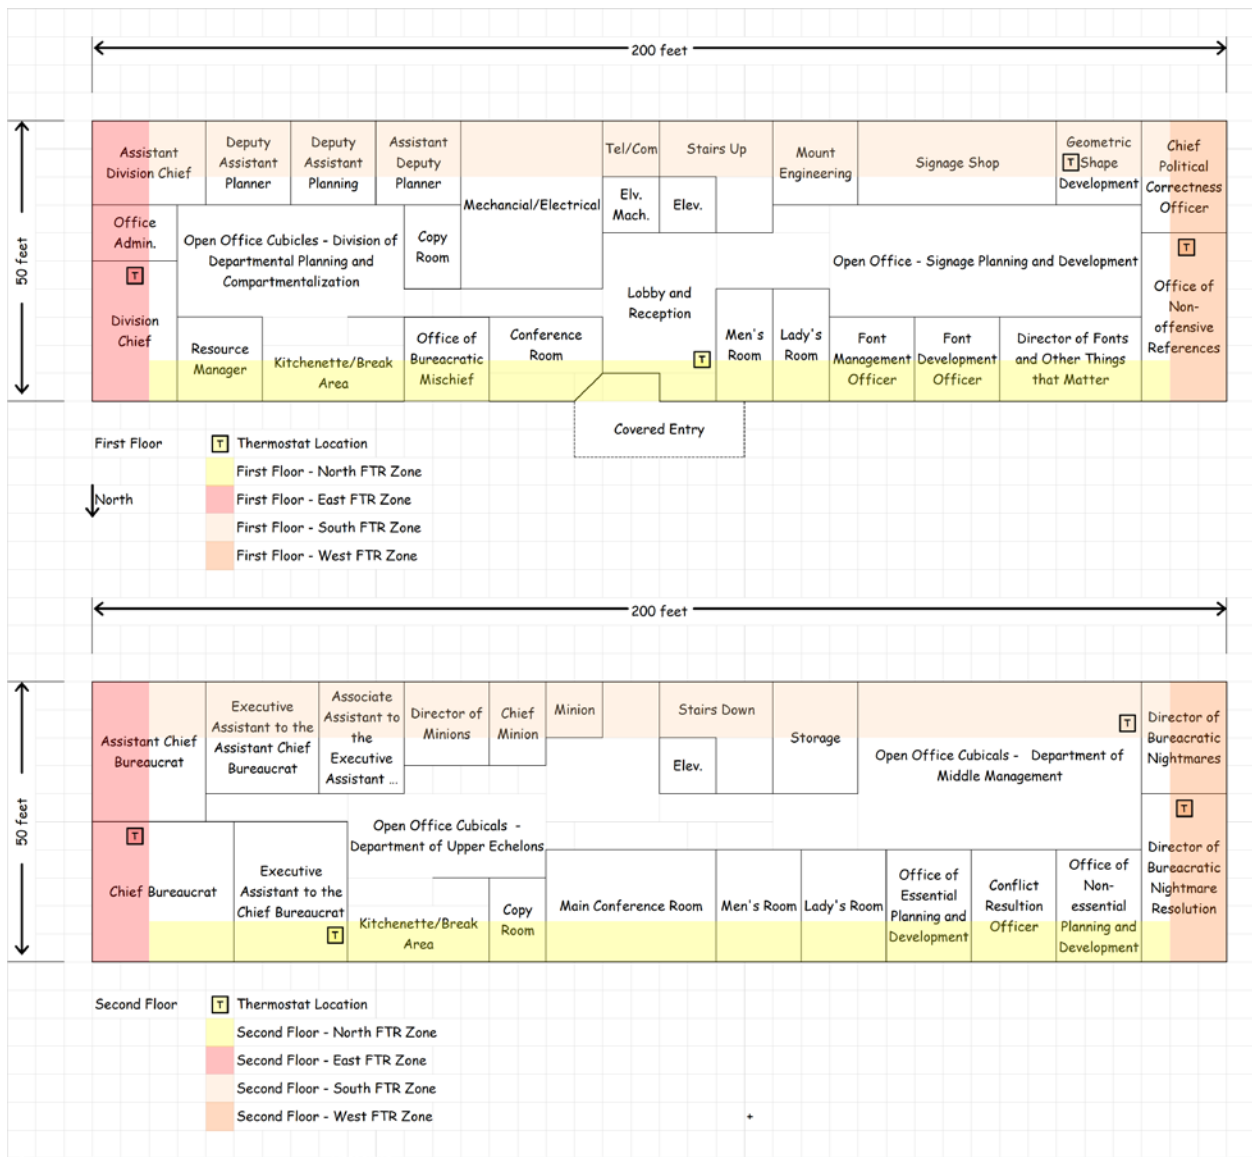 200 feet
50 feet
Assistant
Division Chief
Deputy
Assistant
Planner
Deputy
Assistant
Planning
Assistant
Deputy
Planner
Mechancial/Electrical
Tel/Com
Stairs Up
Elv.
Mach.
Elev.
Mount
Engineering
Signage Shop
Geometric
T Shape
Development
Chief
Political
Correctness
Officer
Office
Admin.
Open Office Cubicles - Division of
Departmental Planning and
Compartmentalization
Copy
Room
Open Office - Signage Planning and Development
T
T
Division
Chief
Lobby and
Reception
Office of
Non-
offensive
References
Resource
Manager
Kitchenette/Break
Area
Office of
Bureacratic
Mischief
Conference
Room
T
Men's
Room
Lady's
Room
Font
Management
Officer
Font
Development
Officer
Director of Fonts
and Other Things
that Matter
Covered Entry
First Floor
T Thermostat Location
First Floor - North FTR Zone
North
First Floor - East FTR Zone
First Floor - South FTR Zone
First Floor - West FTR Zone
200 feet
50 feet
Assistant Chief
Bureaucrat
Executive
Assistant to the
Assistant Chief
Bureaucrat
Associate
Assistant to
the
Executive
Assistant ...
Director of
Minions
Chief
Minion
Minion
Stairs Down
Elev.
Storage
T
Open Office Cubicals - Department of
Middle Management
Director of
Bureacratic
Nightmares
T
T
Open Office Cubicals -
Department of Upper Echelons
Chief Bureaucrat
Executive
Assistant to the
Chief Bureaucrat
T
Kitchenette/Break
Area
Copy
Room
Main Conference Room
Men's Room
Lady's Room
Office of
Essential
Planning and
Development
Conflict
Resultion
Officer
Office of
Non-
essential
Planning and
Development
Director of
Bureacratic
Nightmare
Resolution
Second Floor
T Thermostat Location
Second Floor - North FTR Zone
Second Floor - East FTR Zone
Second Floor - South FTR Zone
Second Floor - West FTR Zone